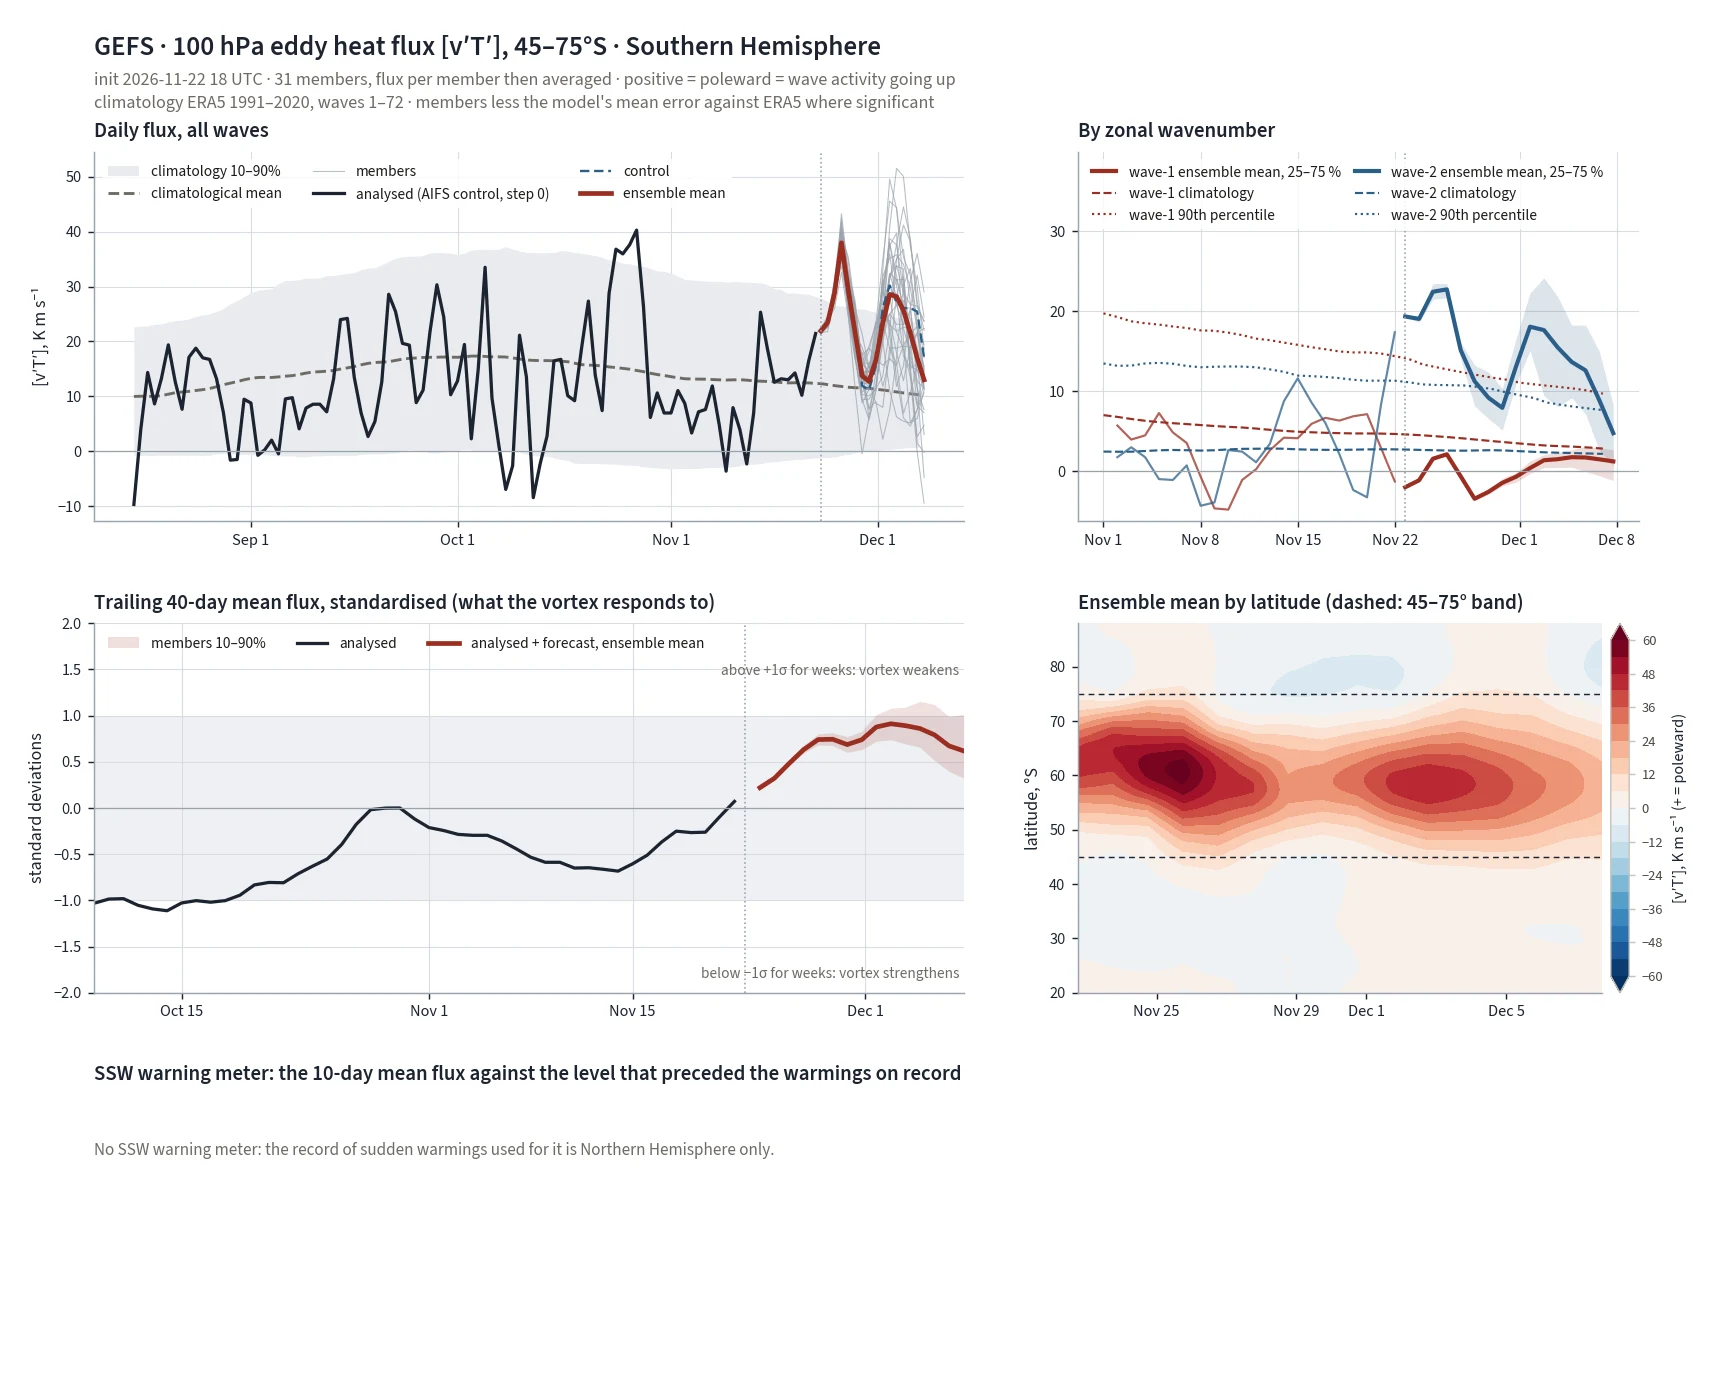 GEFS · 100 hPa eddy heat flux [v′T′], 45–75°S · Southern Hemisphere
init 2026-11-22 18 UTC · 31 members, flux per member then averaged · positive = poleward = wave activity going up
climatology ERA5 1991–2020, waves 1–72 · members less the model's mean error against ERA5 where significant
Daily flux, all waves
climatology 10–90%
members
control
climatological mean
analysed (AIFS control, step 0)
ensemble mean
[v′T′], K m s⁻¹
50
40
30
20
10
0
−10
Sep 1
Oct 1
Nov 1
Dec 1
By zonal wavenumber
wave-1 ensemble mean, 25–75 %
wave-2 ensemble mean, 25–75 %
wave-1 climatology
wave-2 climatology
wave-1 90th percentile
wave-2 90th percentile
30
20
10
0
Nov 1
Nov 8
Nov 15
Nov 22
Dec 1
Dec 8
Trailing 40-day mean flux, standardised (what the vortex responds to)
members 10–90%
analysed
analysed + forecast, ensemble mean
above +1σ for weeks: vortex weakens
below −1σ for weeks: vortex strengthens
standard deviations
2.0
1.5
1.0
0.5
0.0
−0.5
−1.0
−1.5
−2.0
Oct 15
Nov 1
Nov 15
Dec 1
Ensemble mean by latitude (dashed: 45–75° band)
latitude, °S
80
70
60
50
40
30
20
Nov 25
Nov 29
Dec 1
Dec 5
60
48
36
24
12
0
−12
−24
−36
−48
−60
[v′T′], K m s⁻¹ (+ = poleward)
SSW warning meter: the 10-day mean flux against the level that preceded the warmings on record
No SSW warning meter: the record of sudden warmings used for it is Northern Hemisphere only.